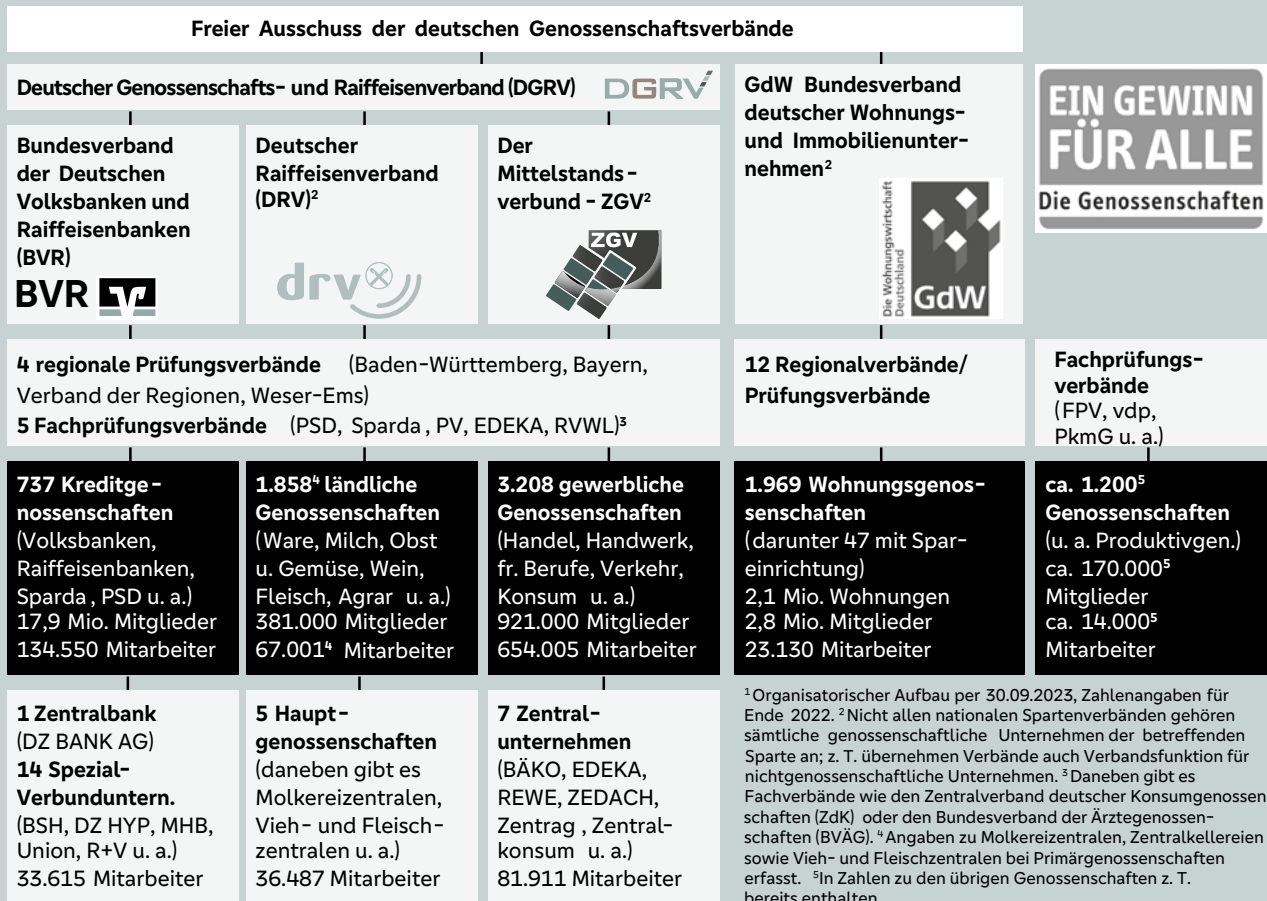 Freier Ausschuss der deutschen Genossenschaftsverbände
Deutscher Genossenschafts- und Raiffeisenverband (DGRV)
DGRV
Bundesverband
der Deutschen
Volksbanken und
Raiffeisenbanken
(BVR)
BVR
Deutscher
Raiffeisenverband
(DRV)²
drv
Der
Mittelstands-
verbund - ZGV²
ZGV
GdW Bundesverband
deutscher Wohnungs-
und Immobilienunter-
nehmen²
Die Wohnungswirtschaft
Deutschland
GdW
EIN GEWINN
FÜR ALLE
Die Genossenschaften
4 regionale Prüfungsverbände (Baden-Württemberg, Bayern,
Verband der Regionen, Weser-Ems)
5 Fachprüfungsverbände (PSD, Sparda, PV, EDEKA, RVWL)³
12 Regionalverbände/
Prüfungsverbände
Fachprüfungs-
verbände
(FPV, vdp,
PkmG u. a.)
737 Kreditge-
nossenschaften
(Volksbanken,
Raiffeisenbanken,
Sparda, PSD u. a.)
17,9 Mio. Mitglieder
134.550 Mitarbeiter
1.858⁴ ländliche
Genossenschaften
(Ware, Milch, Obst
u. Gemüse, Wein,
Fleisch, Agrar u. a.)
381.000 Mitglieder
67.001⁴ Mitarbeiter
3.208 gewerbliche
Genossenschaften
(Handel, Handwerk,
fr. Berufe, Verkehr,
Konsum u. a.)
921.000 Mitglieder
654.005 Mitarbeiter
1.969 Wohnungsgenos-
senschaften
(darunter 47 mit Spar-
einrichtung)
2,1 Mio. Wohnungen
2,8 Mio. Mitglieder
23.130 Mitarbeiter
ca. 1.200⁵
Genossenschaften
(u. a. Produktivgen.)
ca. 170.000⁵
Mitglieder
ca. 14.000⁵
Mitarbeiter
1 Zentralbank
(DZ BANK AG)
14 Spezial-
Verbunduntern.
(BSH, DZ HYP, MHB,
Union, R+V u. a.)
33.615 Mitarbeiter
5 Haupt-
genossenschaften
(daneben gibt es
Molkereizentralen,
Vieh- und Fleisch-
zentralen u. a.)
36.487 Mitarbeiter
7 Zentral-
unternehmen
(BÄKO, EDEKA,
REWE, ZEDACH,
Zentrag, Zentral-
konsum u. a.)
81.911 Mitarbeiter
¹ Organisatorischer Aufbau per 30.09.2023, Zahlenangaben für
Ende 2022. ² Nicht allen nationalen Spartenverbänden gehören
sämtliche genossenschaftliche Unternehmen der betreffenden
Sparte an; z. T. übernehmen Verbände auch Verbandsfunktion für
nichtgenossenschaftliche Unternehmen. ³ Daneben gibt es
Fachverbände wie den Zentralverband deutscher Konsumgenossen
schaften (ZdK) oder den Bundesverband der Ärztegenossen-
schaften (BVÄG). ⁴ Angaben zu Molkereizentralen, Zentralkellereien
sowie Vieh- und Fleischzentralen bei Primärgenossenschaften
erfasst. ⁵ In Zahlen zu den übrigen Genossenschaften z. T.
bereits enthalten